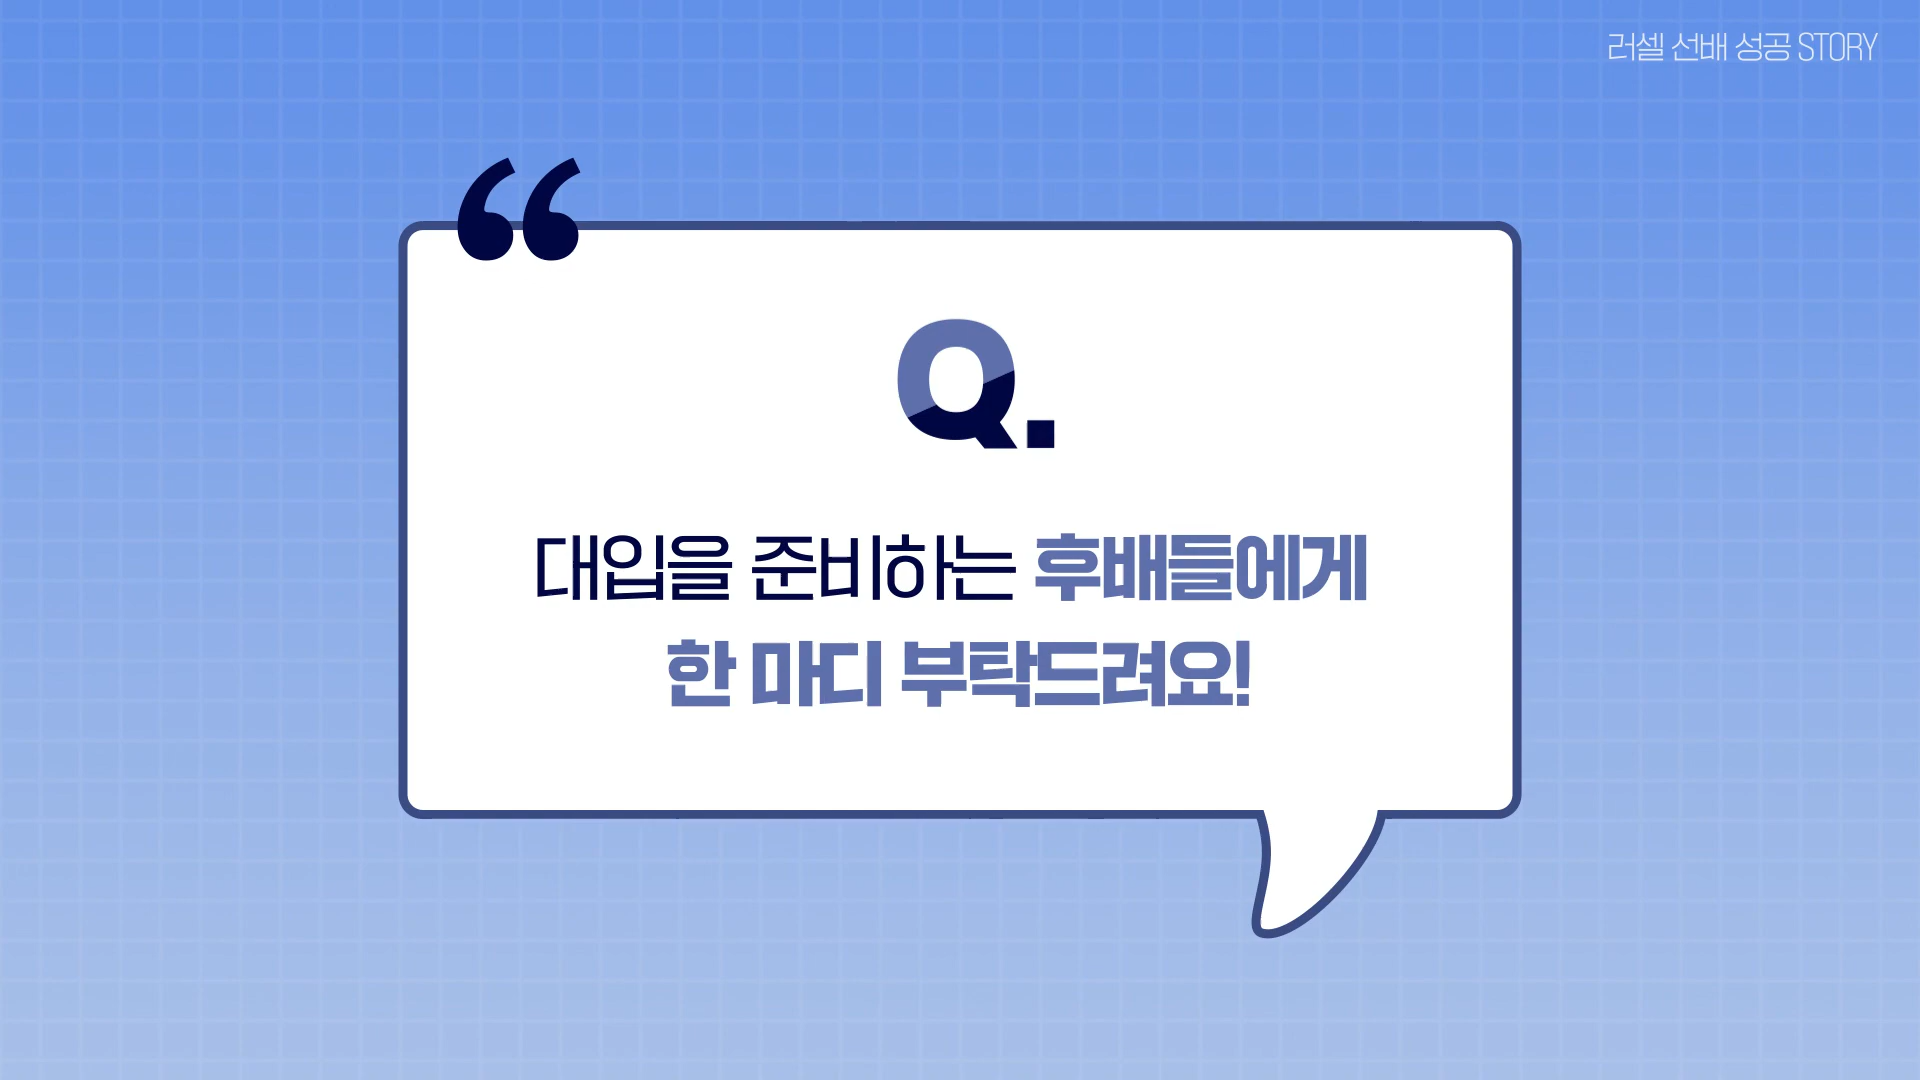 러셀 선배 성공 STORY
“
Q.
대입을 준비하는 후배들에게
한 마디 부탁드려요!